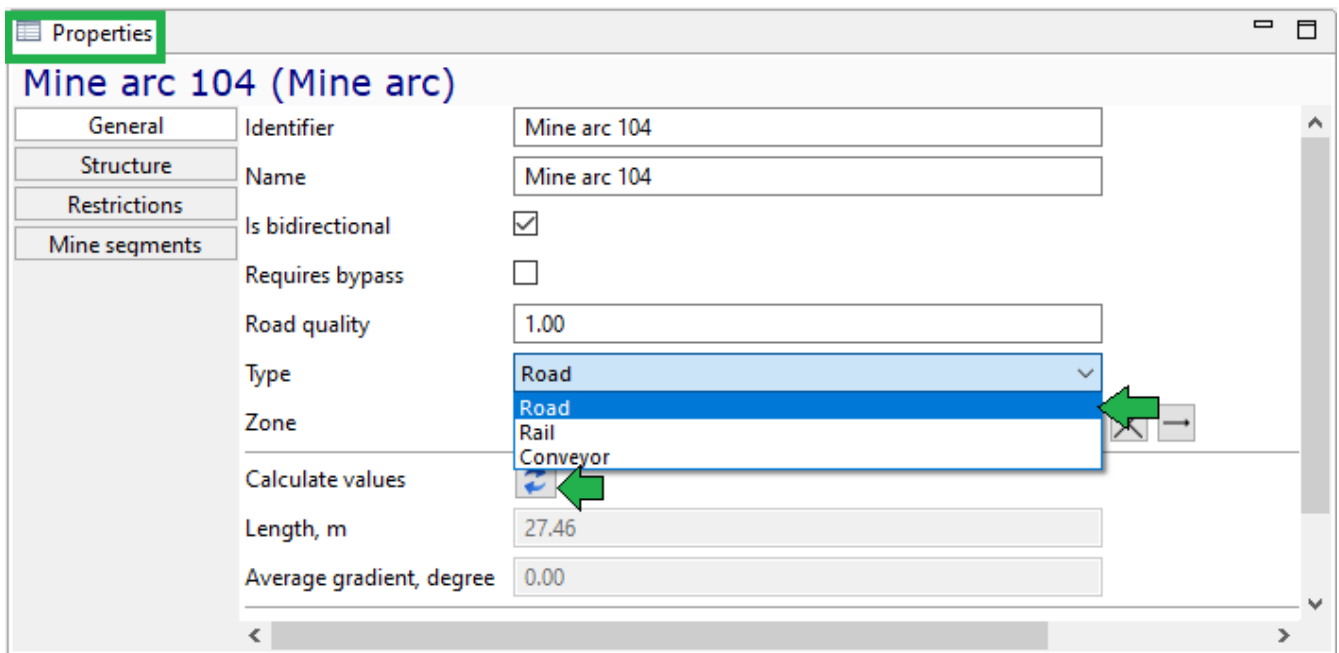 Properties
Mine arc 104 (Mine arc)
General
Structure
Restrictions
Mine segments
Identifier Mine arc 104
Name Mine arc 104
Is bidirectional
Requires bypass
Road quality 1.00
Type Road
Road
Zone
Rail
Conveyor
Calculate values
Length, m 27.46
Average gradient, degree 0.00